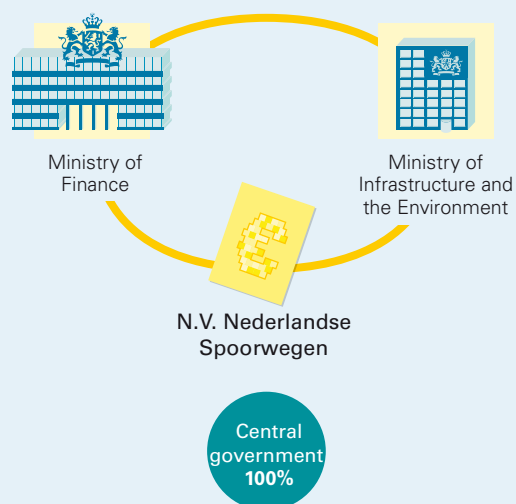 Ministry of
Finance
Ministry of
Infrastructure and
the Environment
€
N.V. Nederlandse
Spoorwegen
Central
government
100%